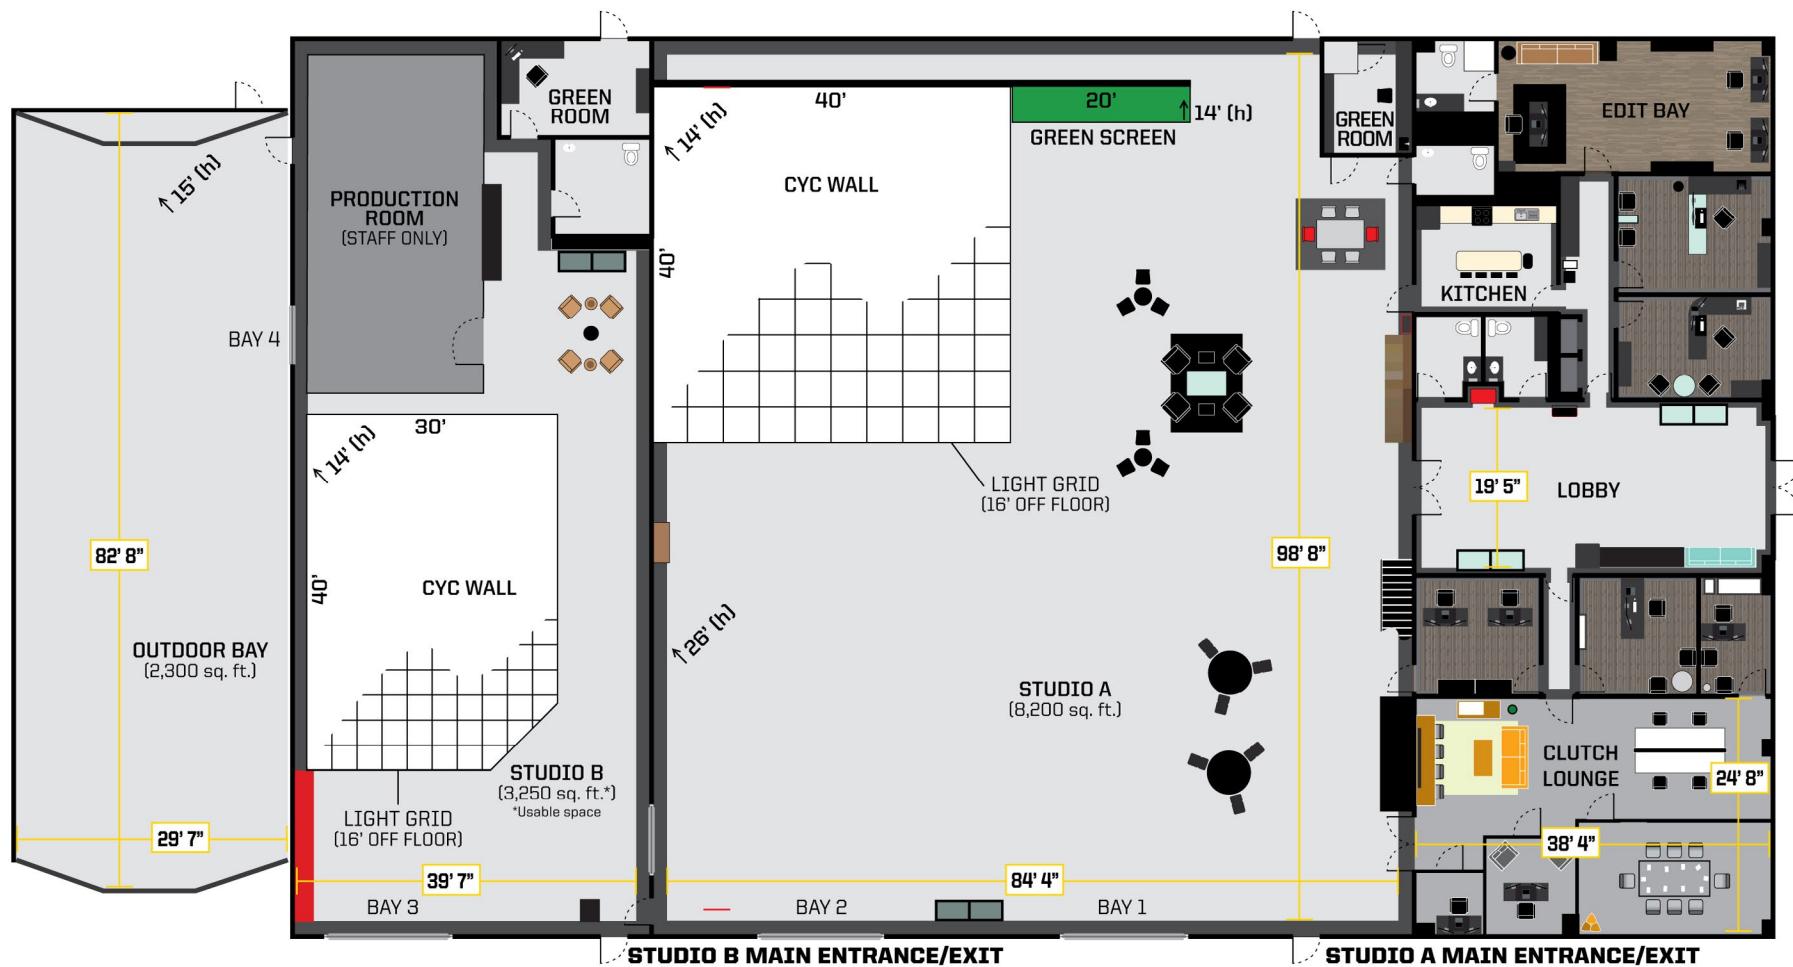 GREEN
ROOM
40’
20’
14’ (h)
GREEN SCREEN
14’ (h)
GREEN
ROOM
EDIT BAY
15’ (h)
PRODUCTION
ROOM
(STAFF ONLY)
CYC WALL
40’
KITCHEN
BAY 4
30’
14’ (h)
LIGHT GRID
(16’ OFF FLOOR)
19’ 5”
LOBBY
82’ 8”
98’ 8”
40’
CYC WALL
26’ (h)
OUTDOOR BAY
(2,300 sq. ft.)
STUDIO A
(8,200 sq. ft.)
CLUTCH
LOUNGE
24’ 8”
STUDIO B
(3,250 sq. ft.*)
*Usable space
LIGHT GRID
(16’ OFF FLOOR)
29’ 7”
38’ 4”
39’ 7”
84’ 4”
BAY 3
BAY 2
BAY 1
STUDIO B MAIN ENTRANCE/EXIT
STUDIO A MAIN ENTRANCE/EXIT